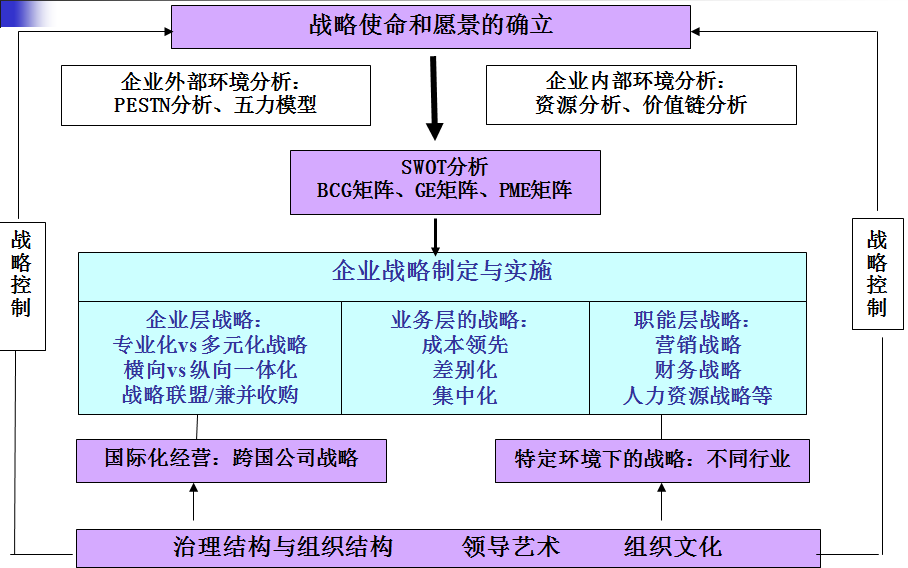 战略使命和愿景的确立
企业外部环境分析：
PESTN分析、五力模型
企业内部环境分析：
资源分析、价值链分析
SWOT分析
BCG矩阵、GE矩阵、PME矩阵
战略控制
战略控制
企业战略制定与实施
企业层战略：
专业化vs多元化战略
横向vs纵向一体化
战略联盟/兼并收购
业务层的战略：
成本领先
差别化
集中化
职能层战略：
营销战略
财务战略
人力资源战略等
国际化经营：跨国公司战略
特定环境下的战略：不同行业
治理结构与组织结构 领导艺术 组织文化